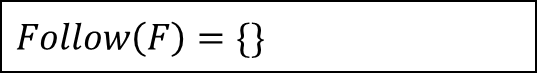 Follow(F) = {}